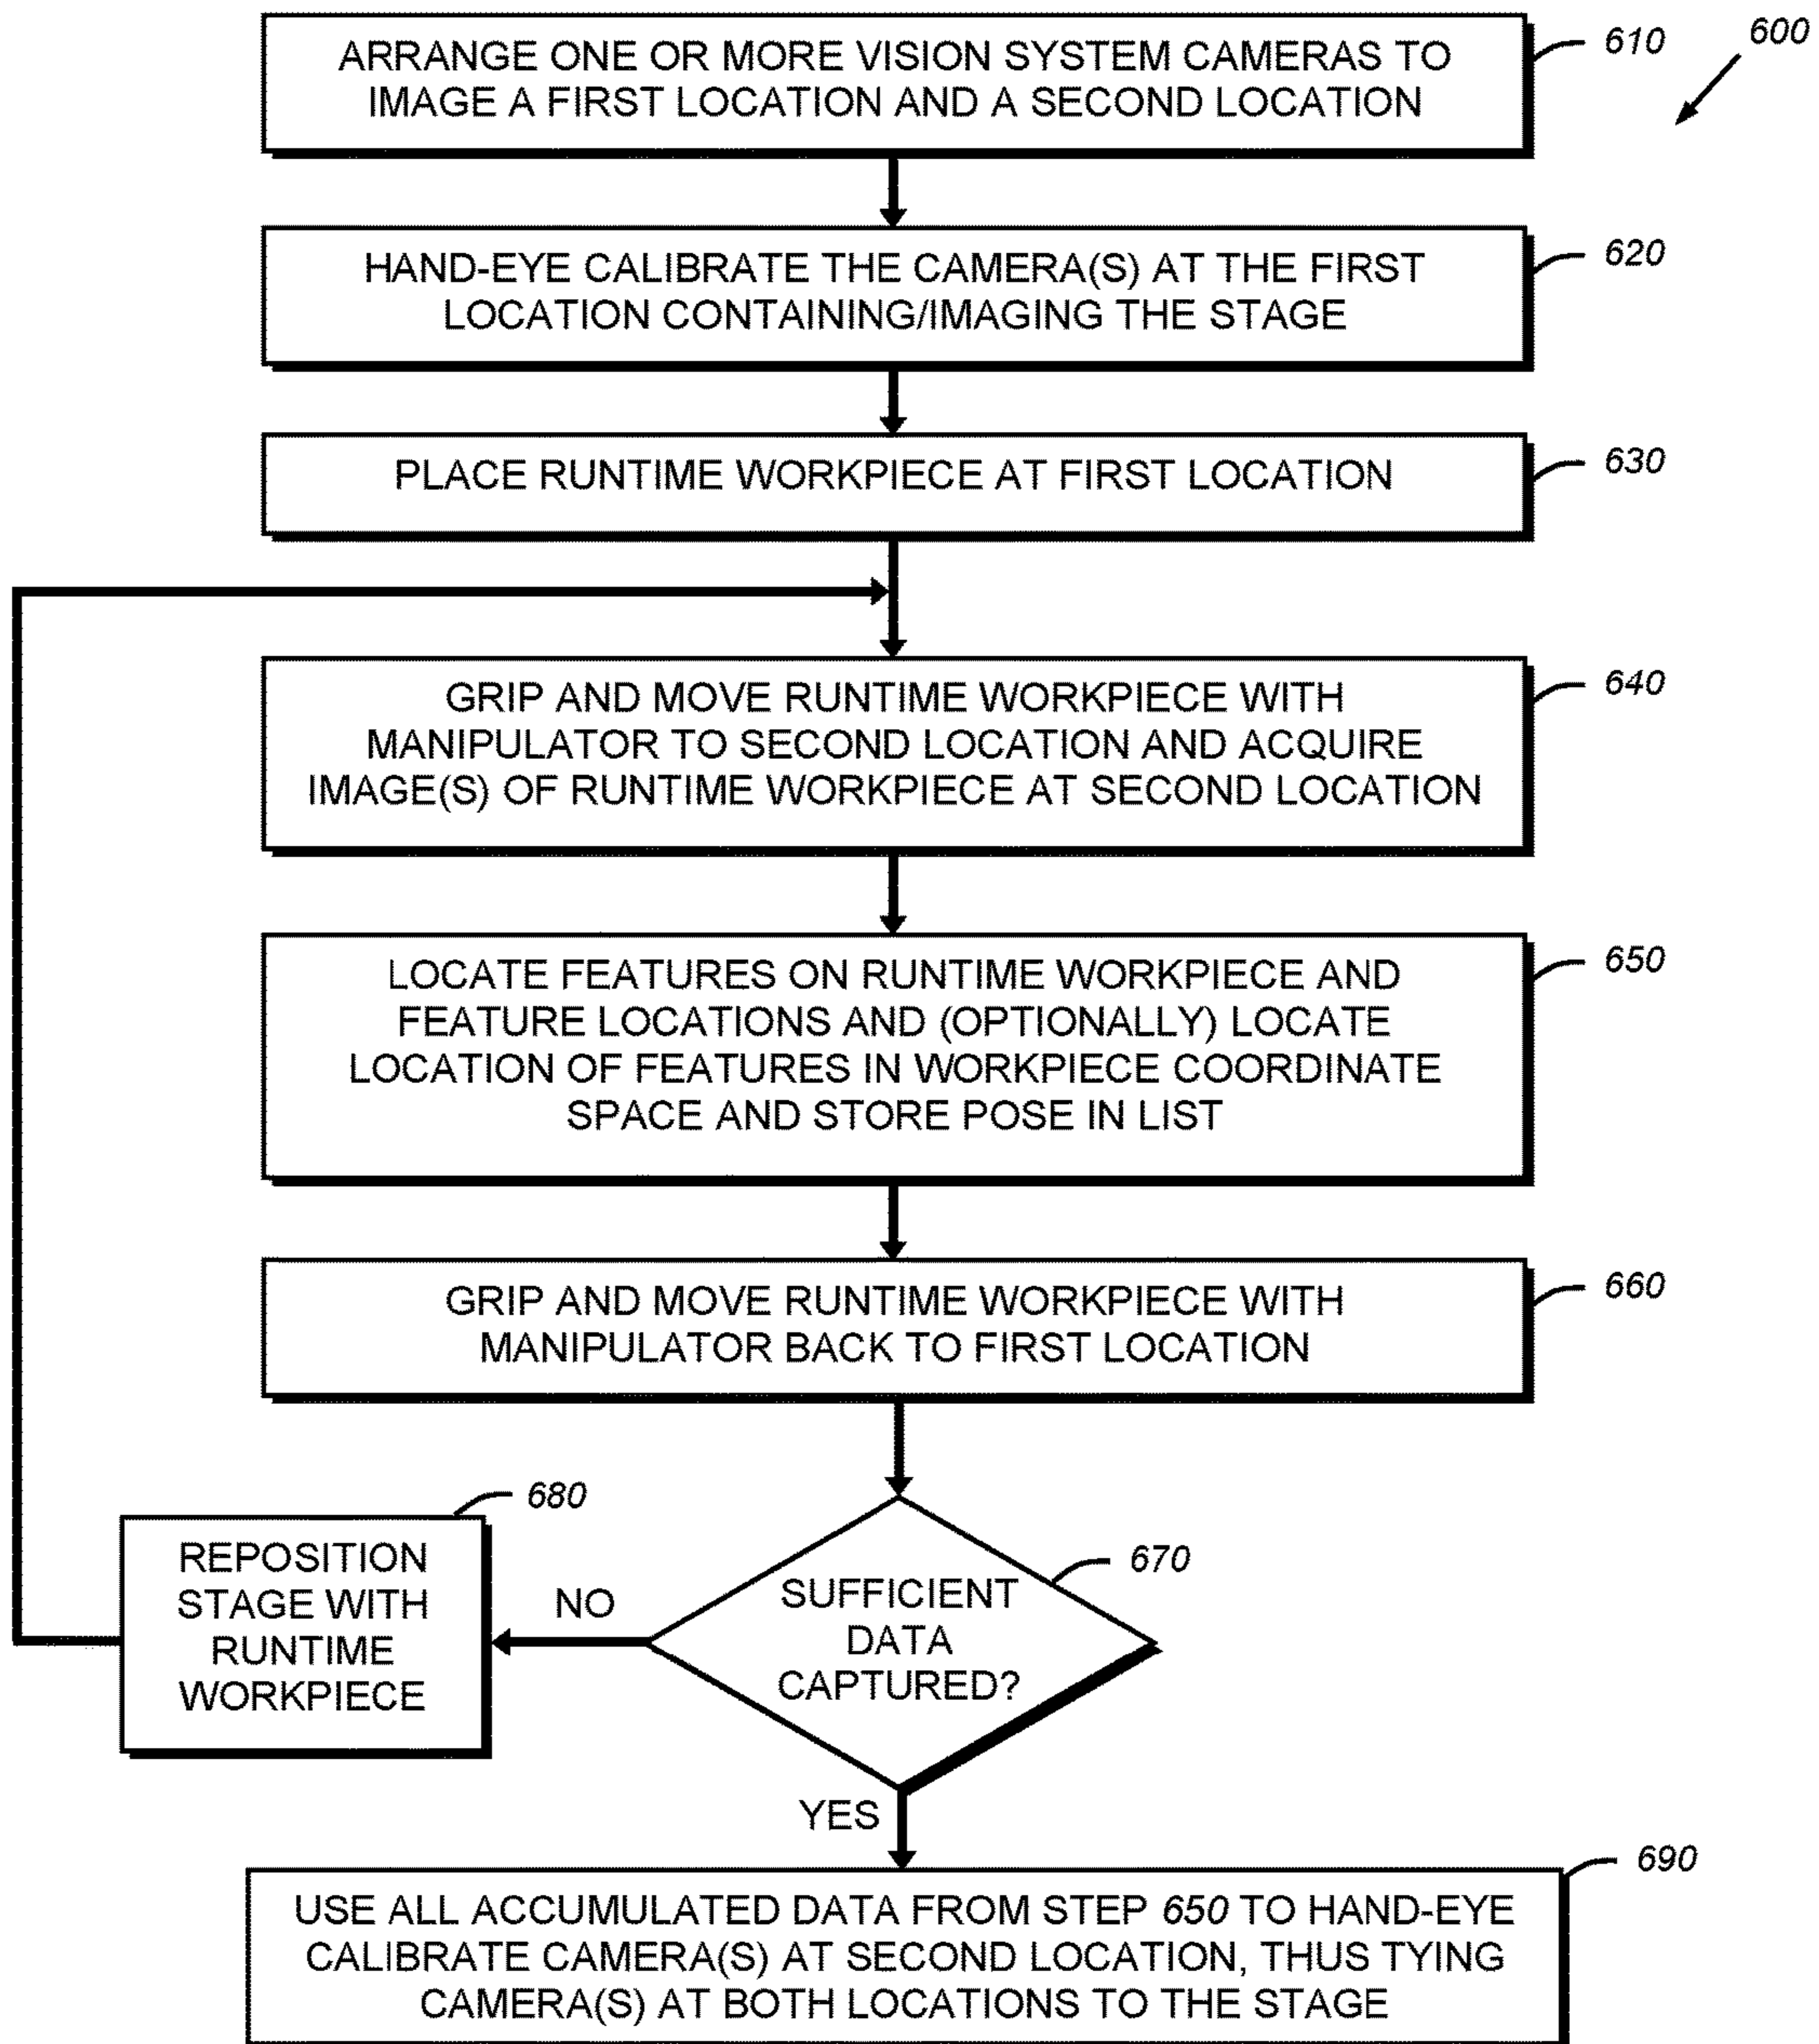 600
ARRANGE ONE OR MORE VISION SYSTEM CAMERAS TO
IMAGE A FIRST LOCATION AND A SECOND LOCATION
610
HAND-EYE CALIBRATE THE CAMERA(S) AT THE FIRST
LOCATION CONTAINING/IMAGING THE STAGE
620
PLACE RUNTIME WORKPIECE AT FIRST LOCATION
630
GRIP AND MOVE RUNTIME WORKPIECE WITH
MANIPULATOR TO SECOND LOCATION AND ACQUIRE
IMAGE(S) OF RUNTIME WORKPIECE AT SECOND LOCATION
640
LOCATE FEATURES ON RUNTIME WORKPIECE AND
FEATURE LOCATIONS AND (OPTIONALLY) LOCATE
LOCATION OF FEATURES IN WORKPIECE COORDINATE
SPACE AND STORE POSE IN LIST
650
GRIP AND MOVE RUNTIME WORKPIECE WITH
MANIPULATOR BACK TO FIRST LOCATION
660
SUFFICIENT
DATA
CAPTURED?
670
NO
REPOSITION
STAGE WITH
RUNTIME
WORKPIECE
680
YES
USE ALL ACCUMULATED DATA FROM STEP 650 TO HAND-EYE
CALIBRATE CAMERA(S) AT SECOND LOCATION, THUS TYING
CAMERA(S) AT BOTH LOCATIONS TO THE STAGE
690